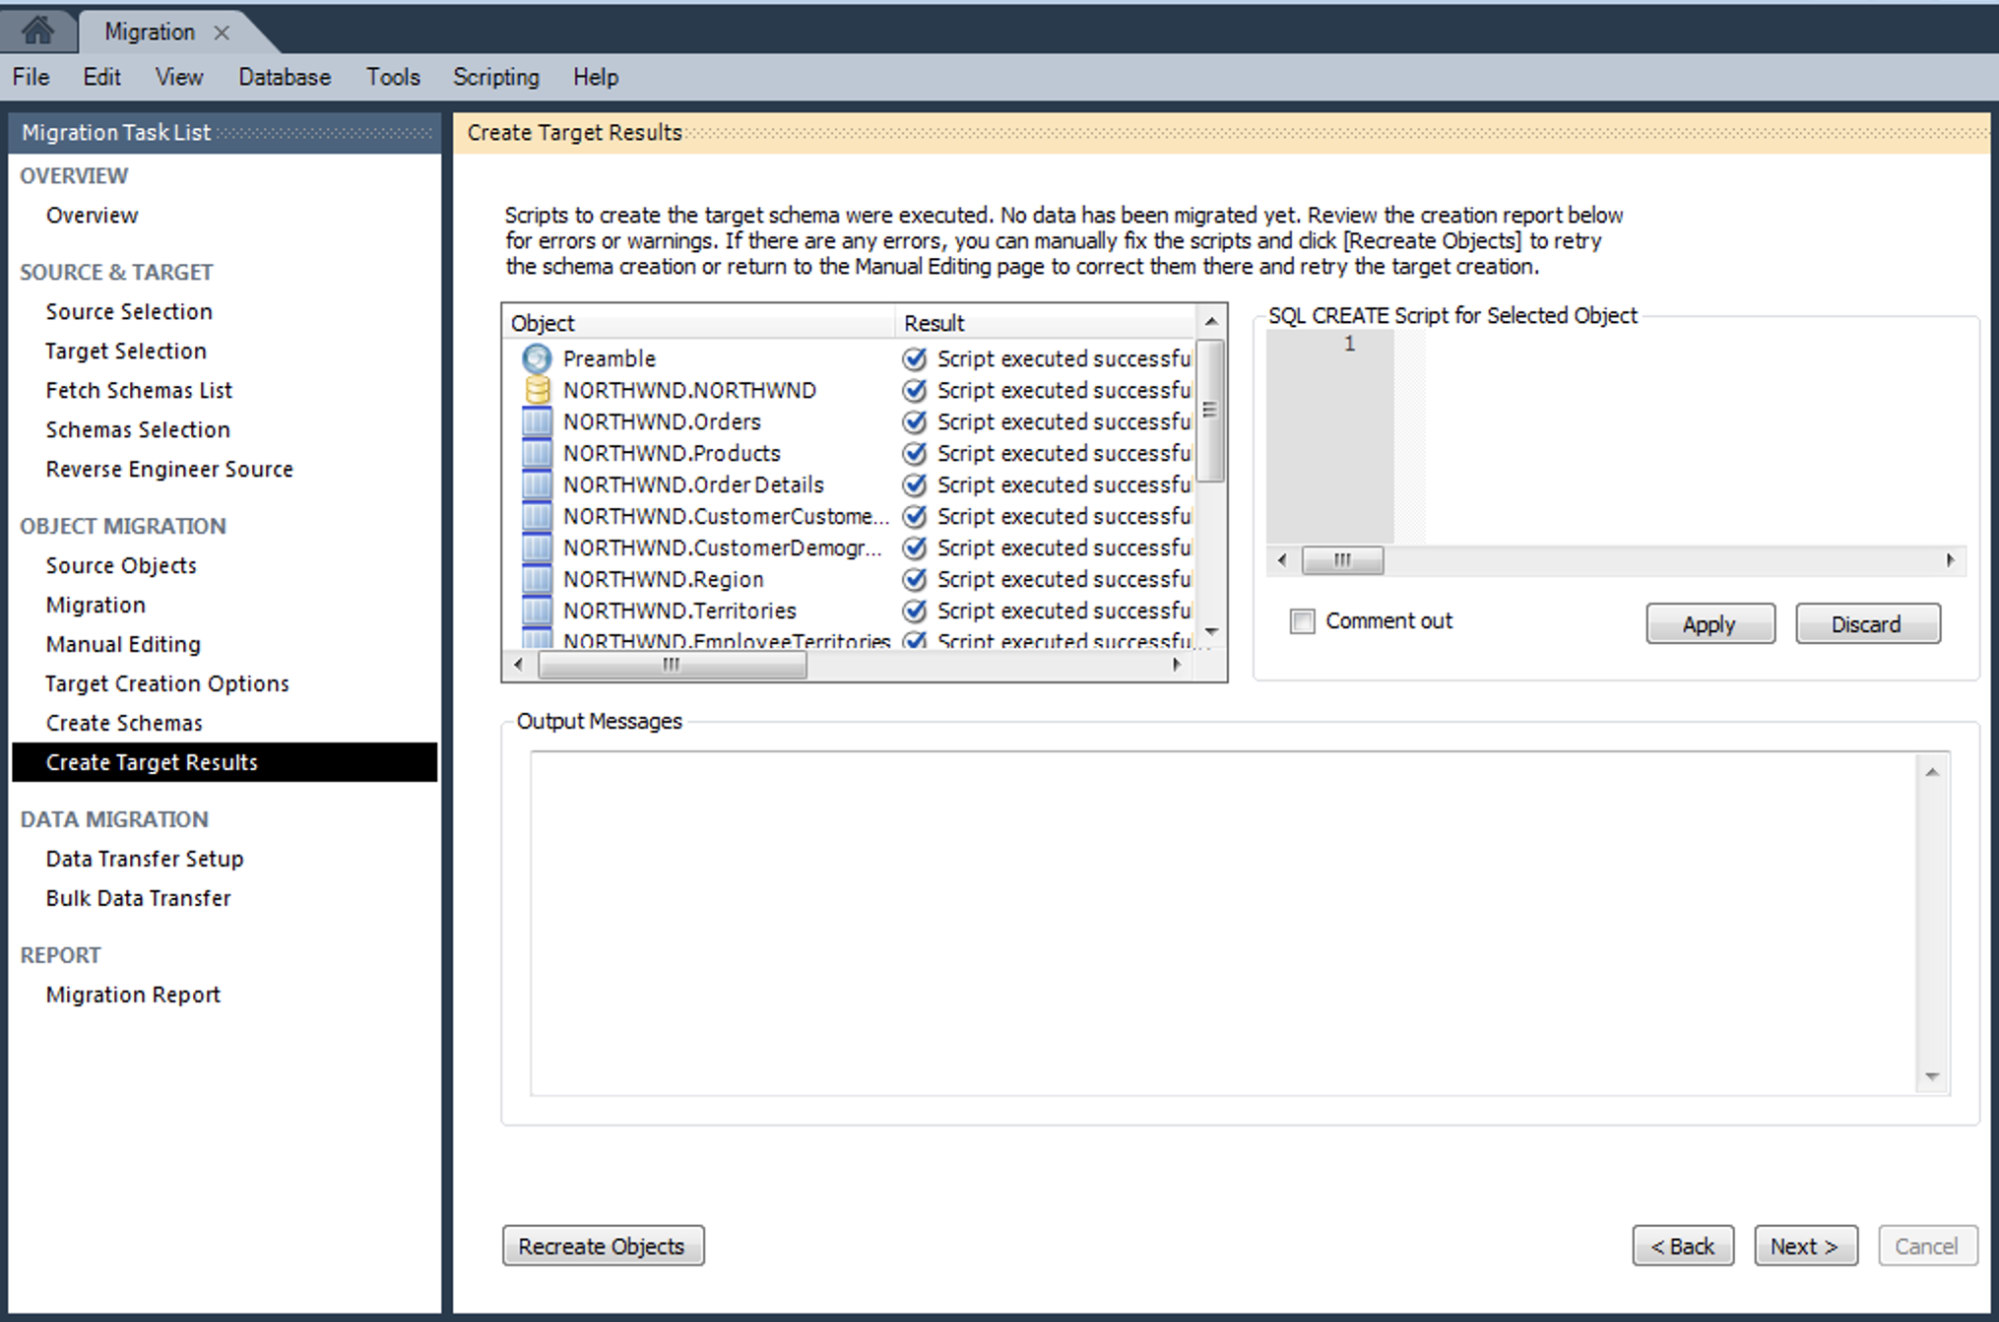 Migration
File Edit View Database Tools Scripting Help
Migration Task List
OVERVIEW
Overview
SOURCE & TARGET
Source Selection
Target Selection
Fetch Schemas List
Schemas Selection
Reverse Engineer Source
OBJECT MIGRATION
Source Objects
Migration
Manual Editing
Target Creation Options
Create Schemas
Create Target Results
DATA MIGRATION
Data Transfer Setup
Bulk Data Transfer
REPORT
Migration Report
Create Target Results
Scripts to create the target schema were executed. No data has been migrated yet. Review the creation report below
for errors or warnings. If there are any errors, you can manually fix the scripts and click [Recreate Objects] to retry
the schema creation or return to the Manual Editing page to correct them there and retry the target creation.
Object Result
Preamble Script executed successfu
NORTHWND.NORTHWND Script executed successfu
NORTHWND.Orders Script executed successfu
NORTHWND.Products Script executed successfu
NORTHWND.Order Details Script executed successfu
NORTHWND.CustomerCustome... Script executed successfu
NORTHWND.CustomerDemogr... Script executed successfu
NORTHWND.Region Script executed successfu
NORTHWND.Territories Script executed successfu
NORTHWND.EmployeeTerritories Script executed successfu...
SQL CREATE Script for Selected Object
1
Comment out Apply Discard
Output Messages
Recreate Objects < Back Next > Cancel